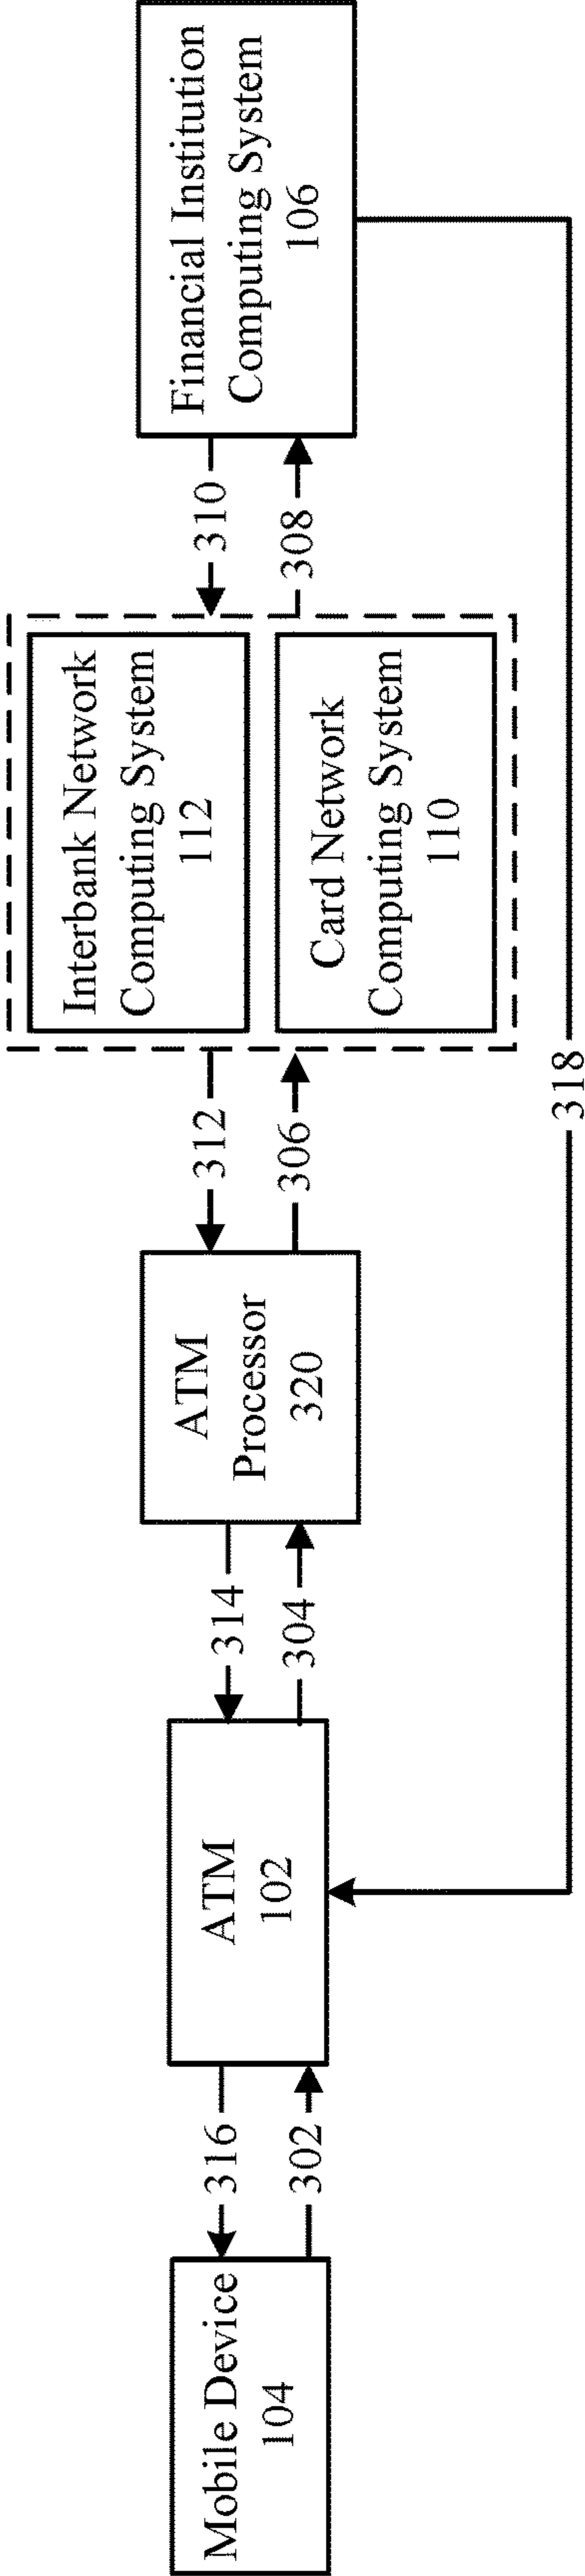 Mobile Device
104
316
302
ATM
102
314
304
ATM
Processor
320
312
306
Interbank Network
Computing System
112
Card Network
Computing System
110
310
308
Financial Institution
Computing System
106
318